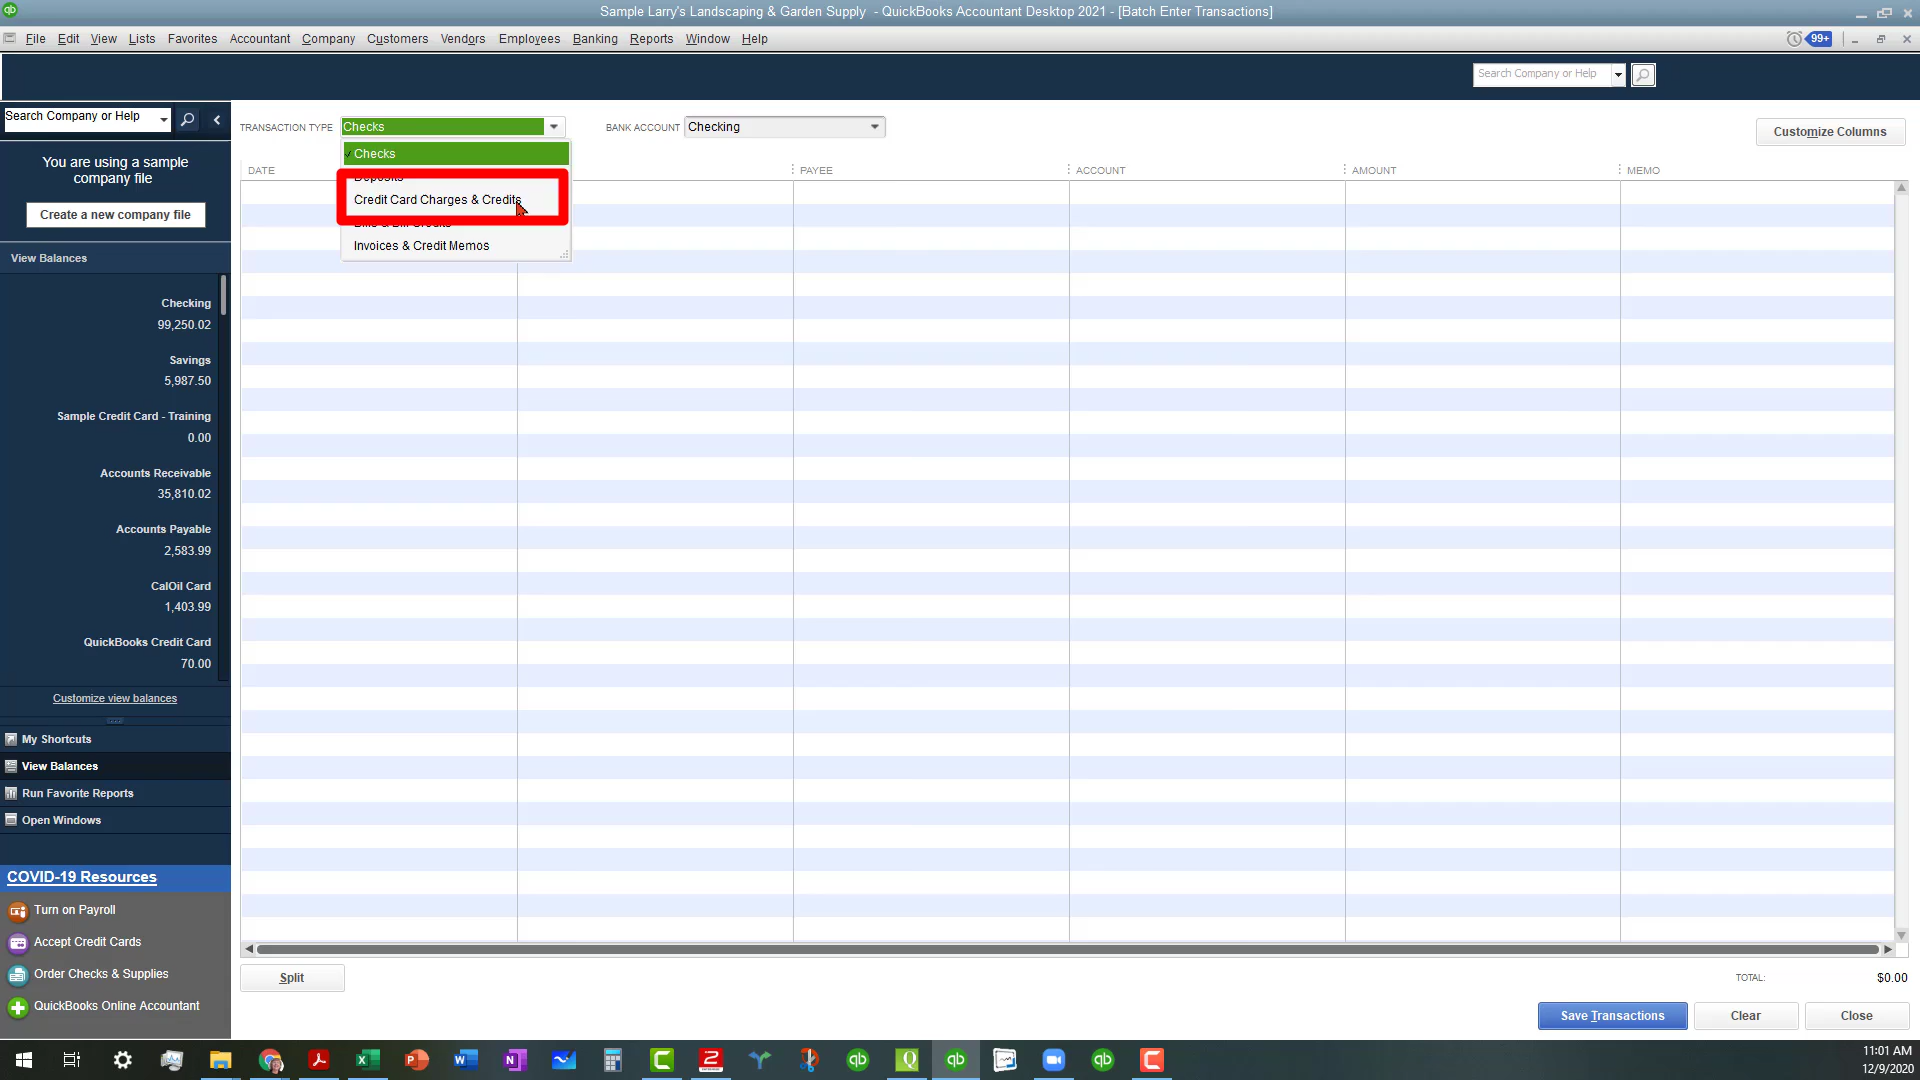 Sample Larry's Landscaping & Garden Supply - QuickBooks Accountant Desktop 2021 - [Batch Enter Transactions]
File Edit View Lists Favorites Accountant Company Customers Vendors Employees Banking Reports Window Help
99+
Search Company or Help
Search Company or Help
You are using a sample
company file
Create a new company file
View Balances
Checking
99,250.02
Savings
5,987.50
Sample Credit Card - Training
0.00
Accounts Receivable
35,810.02
Accounts Payable
2,583.99
CalOil Card
1,403.99
QuickBooks Credit Card
70.00
Customize view balances
My Shortcuts
View Balances
Run Favorite Reports
Open Windows
COVID-19 Resources
Turn on Payroll
Accept Credit Cards
Order Checks & Supplies
QuickBooks Online Accountant
TRANSACTION TYPE Checks BANK ACCOUNT Checking
Customize Columns
Checks
Deposits
Credit Card Charges & Credits
Bills & Bill Credits
Invoices & Credit Memos
DATE PAYEE ACCOUNT AMOUNT MEMO
Split
TOTAL: $0.00
Save Transactions Clear Close
11:01 AM
12/9/2020